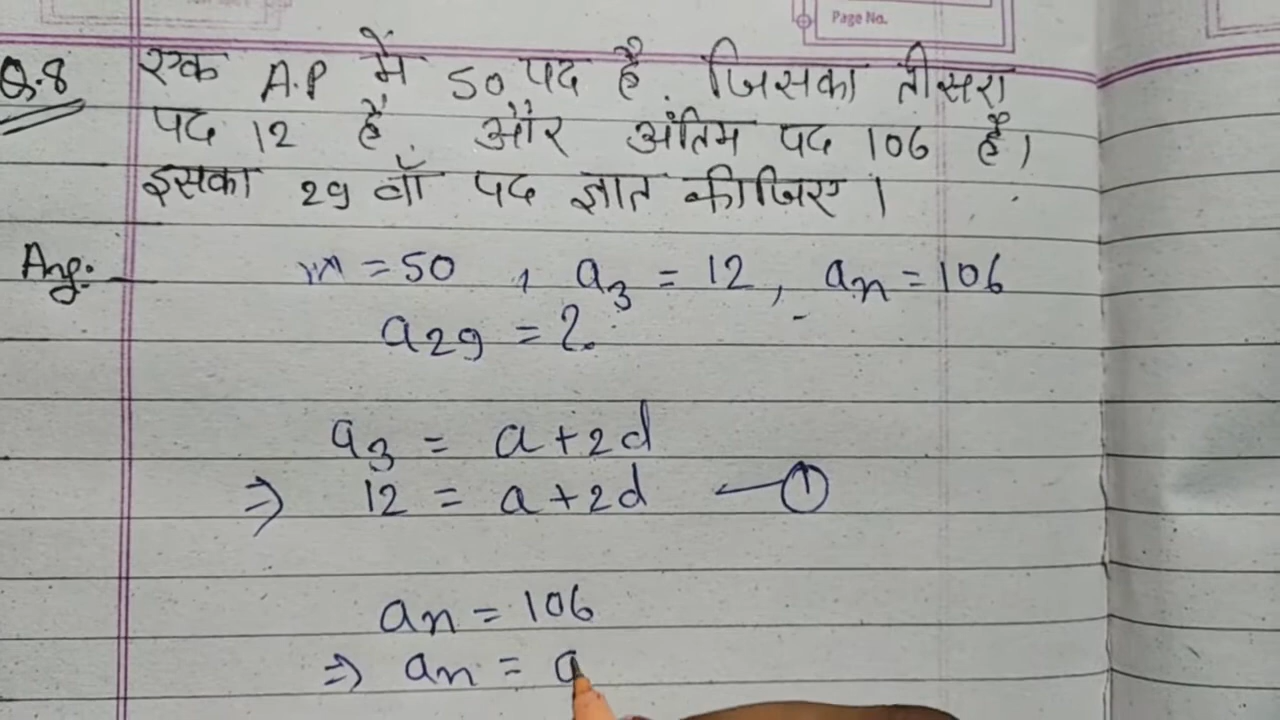 Page No.
Q.8 एक A.P में 50 पद है. जिसका तीसरा
पद 12 है. और अंतिम पद 106 है।
इसका 29 वाँ पद ज्ञात कीजिए।
Ans:- n = 50 , a₃ = 12, aₙ = 106
a₂₉ = ?
a₃ = a + 2d
⇒ 12 = a + 2d —①
aₙ = 106
⇒ aₙ = a